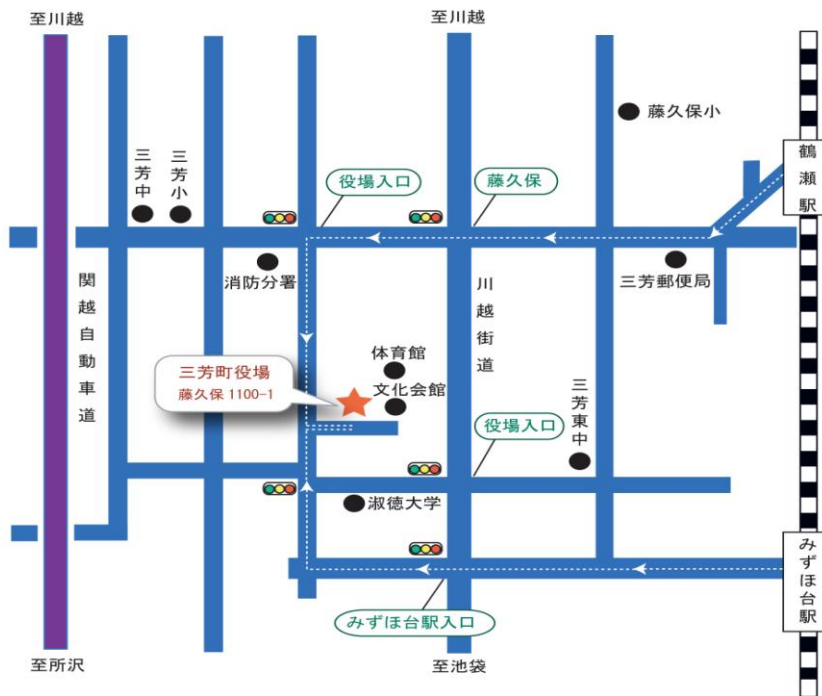 至川越
至川越
藤久保小
三芳中
三芳小
鶴瀬駅
役場入口
藤久保
消防分署
三芳郵便局
関越自動車道
川越街道
体育館
三芳町役場
藤久保 1100-1
文化会館
三芳東中
役場入口
淑徳大学
みずほ台駅
みずほ台駅入口
至所沢
至池袋